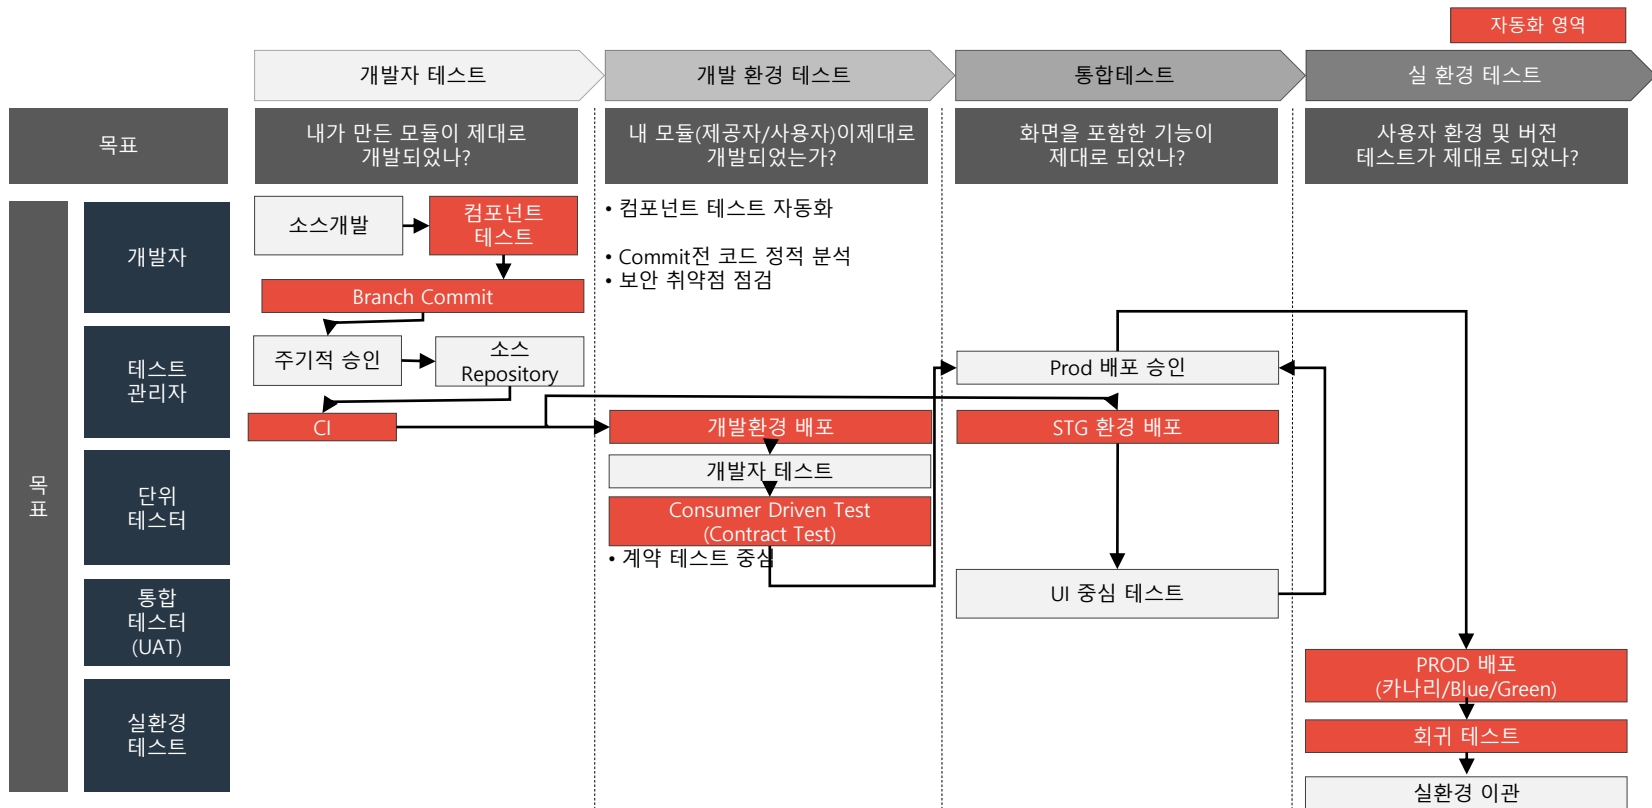 자동화 영역
개발자 테스트
개발 환경 테스트
통합테스트
실 환경 테스트
목표
내가 만든 모듈이 제대로
개발되었나?
내 모듈(제공자/사용자)이제대로
개발되었는가?
화면을 포함한 기능이
제대로 되었나?
사용자 환경 및 버전
테스트가 제대로 되었나?
목
표
개발자
소스개발
컴포넌트
테스트
Branch Commit
• 컴포넌트 테스트 자동화
• Commit전 코드 정적 분석
• 보안 취약점 점검
테스트
관리자
주기적 승인
소스
Repository
Prod 배포 승인
CI
개발환경 배포
STG 환경 배포
단위
테스터
개발자 테스트
Consumer Driven Test
(Contract Test)
• 계약 테스트 중심
통합
테스터
(UAT)
UI 중심 테스트
실환경
테스트
PROD 배포
(카나리/Blue/Green)
회귀 테스트
실환경 이관